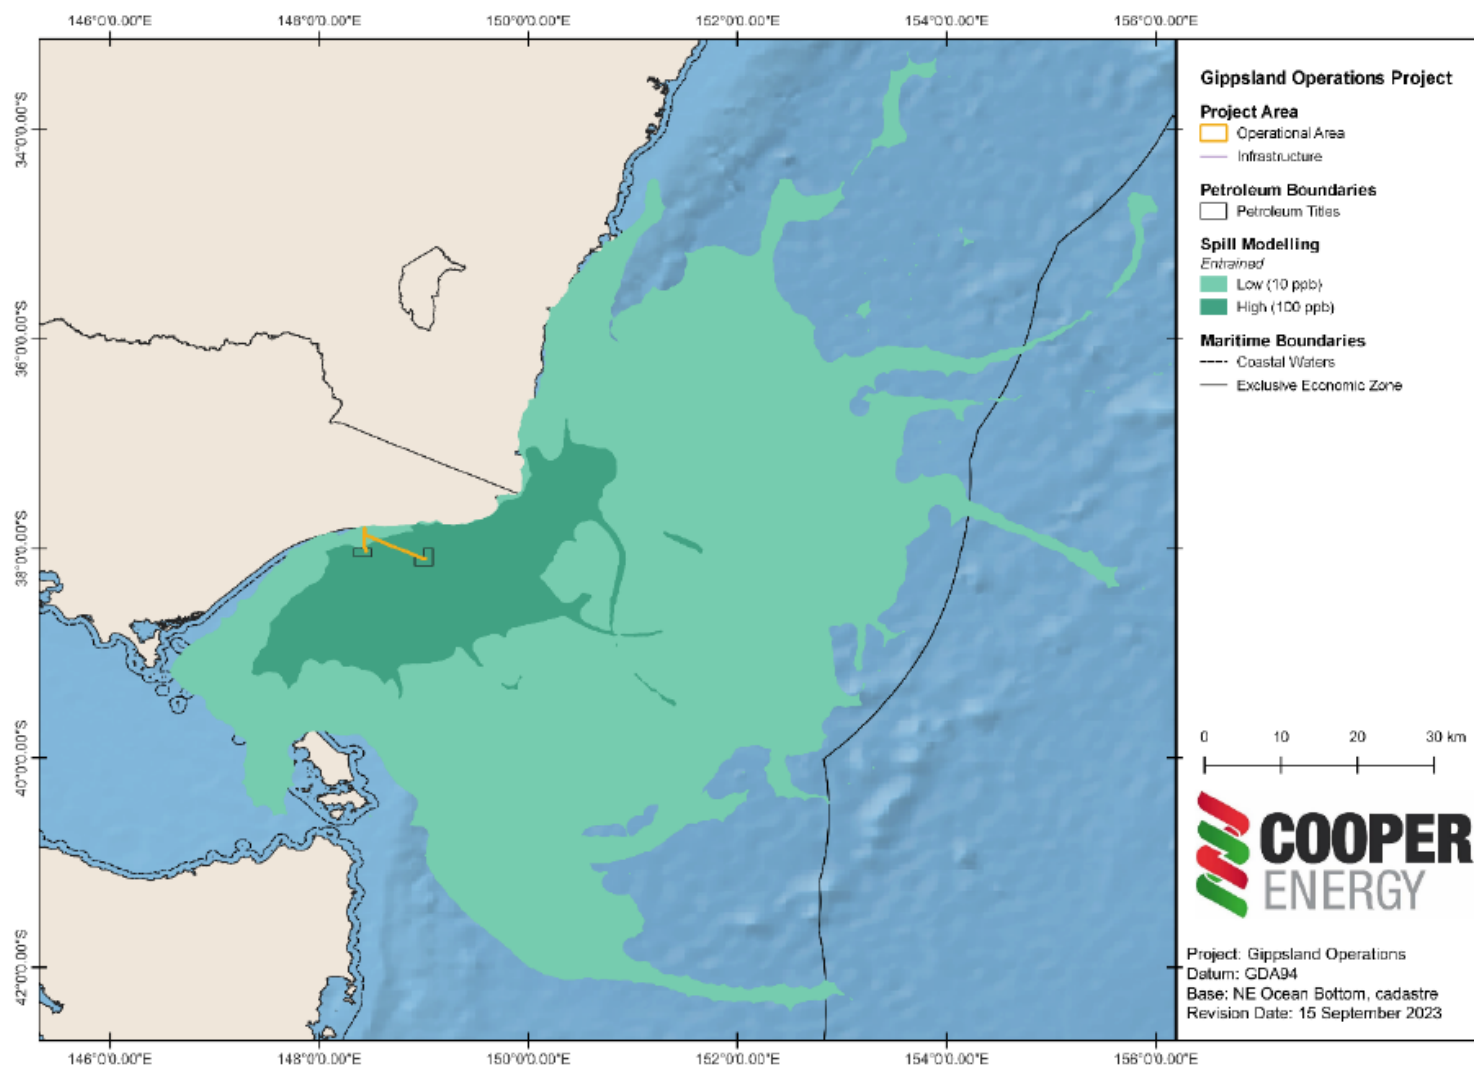 146°0'0.00"E 148°0'0.00"E 150°0'0.00"E 152°0'0.00"E 154°0'0.00"E 156°0'0.00"E
34°0'0.00"S
36°0'0.00"S
38°0'0.00"S
40°0'0.00"S
42°0'0.00"S
146°0'0.00"E 148°0'0.00"E 150°0'0.00"E 152°0'0.00"E 154°0'0.00"E 156°0'0.00"E
Gippsland Operations Project
Project Area
Operational Area
Infrastructure
Petroleum Boundaries
Petroleum Titles
Spill Modelling
Entrained
Low (10 ppb)
High (100 ppb)
Maritime Boundaries
Coastal Waters
Exclusive Economic Zone
0 10 20 30 km
COOPER
ENERGY
Project: Gippsland Operations
Datum: GDA94
Base: NE Ocean Bottom, cadastre
Revision Date: 15 September 2023